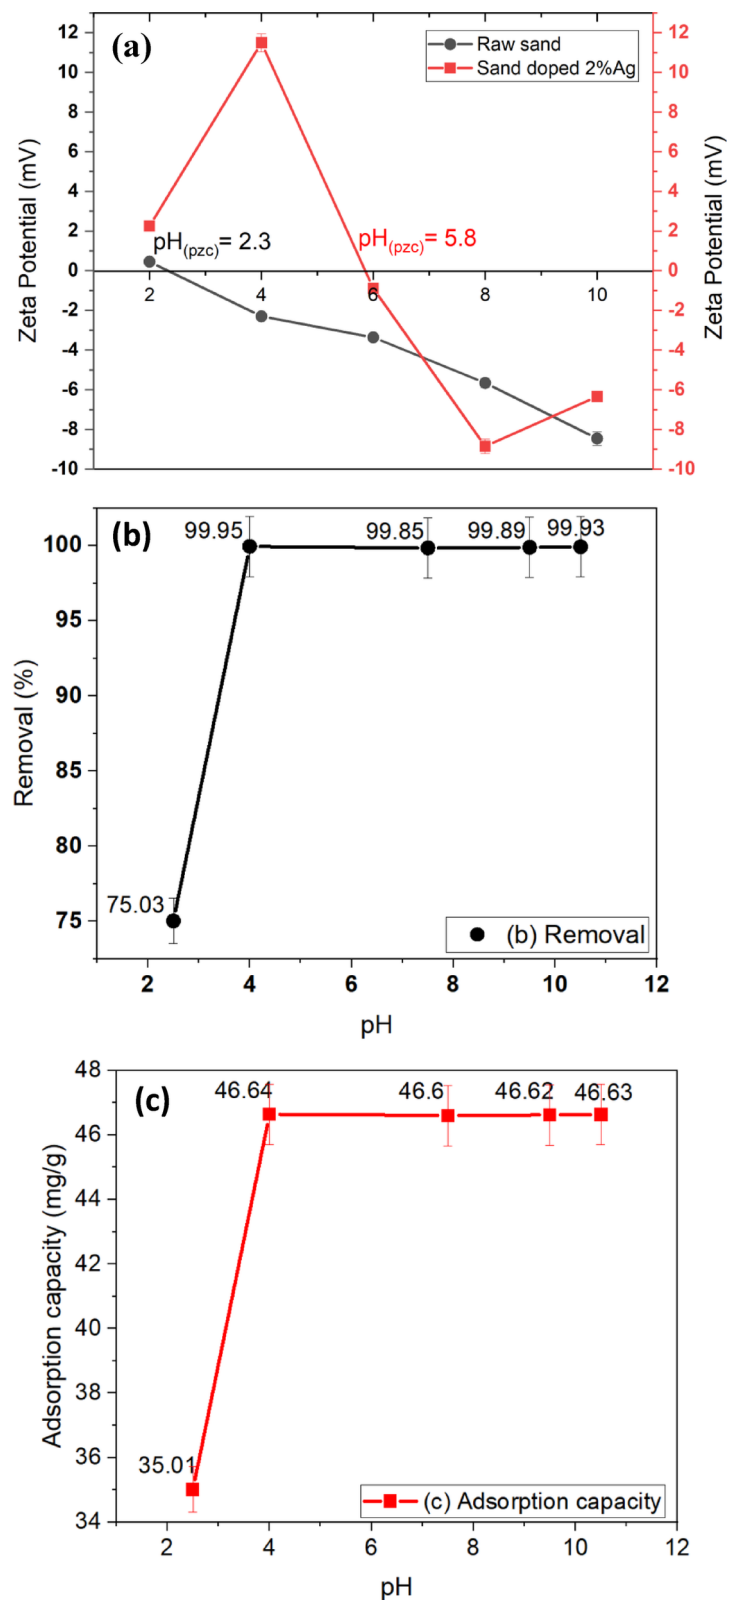 (a)
Raw sand
Sand doped 2%Ag
12
10
8
6
4
2
0
-2
-4
-6
-8
-10
Zeta Potential (mV)
pH(pzc)= 2.3
pH(pzc)= 5.8
2 4 6 8 10
12
10
8
6
4
2
0
-2
-4
-6
-8
-10
Zeta Potential (mV)
(b)
99.95 99.85 99.89 99.93
75.03
100
95
90
85
80
75
Removal (%)
(b) Removal
2 4 6 8 10 12
pH
(c)
46.64 46.6 46.62 46.63
35.01
48
46
44
42
40
38
36
34
Adsorption capacity (mg/g)
(c) Adsorption capacity
2 4 6 8 10 12
pH